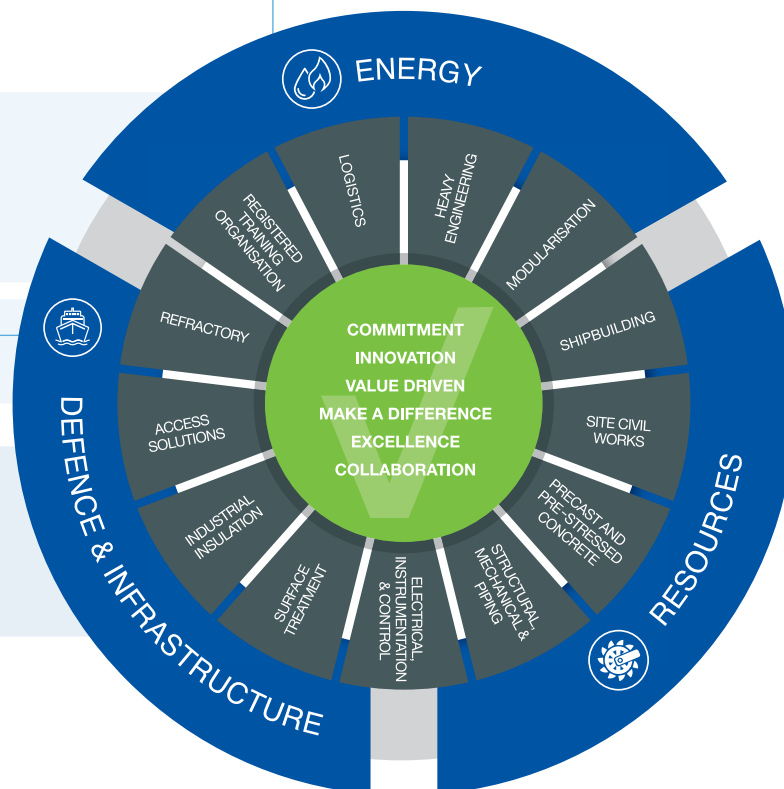 ENERGY
LOGISTICS
HEAVY
ENGINEERING
MODULARISATION
SHIPBUILDING
SITE CIVIL
WORKS
PRECAST AND
PRE-STRESSED
CONCRETE
STRUCTURAL,
MECHANICAL &
PIPING
ELECTRICAL,
INSTRUMENTATION
& CONTROL
SURFACE
TREATMENT
INDUSTRIAL
INSULATION
ACCESS
SOLUTIONS
REFRACTORY
REGISTERED
TRAINING
ORGANISATION
COMMITMENT
INNOVATION
VALUE DRIVEN
MAKE A DIFFERENCE
EXCELLENCE
COLLABORATION
RESOURCES
DEFENCE & INFRASTRUCTURE